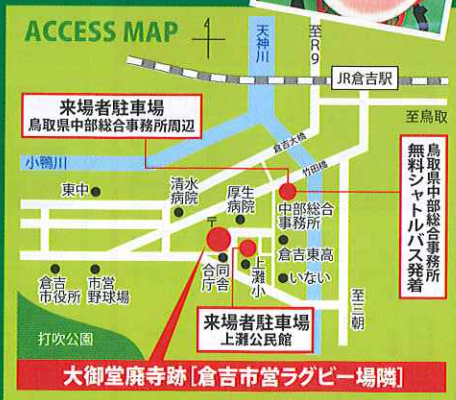 ACCESS MAP
天神川
至R9
JR倉吉駅
至鳥取
来場者駐車場
鳥取県中部総合事務所周辺
倉吉大橋
竹田橋
小鴨川
鳥取県中部総合事務所
無料シャトルバス発着
東中
清水
病院
厚生
病院
中部総合
事務所
〒
倉吉東高
合同
庁舎
上灘小
いない
倉吉
市役所
市営
野球場
至三朝
来場者駐車場
上灘公民館
打吹公園
大御堂廃寺跡[倉吉市営ラグビー場隣]